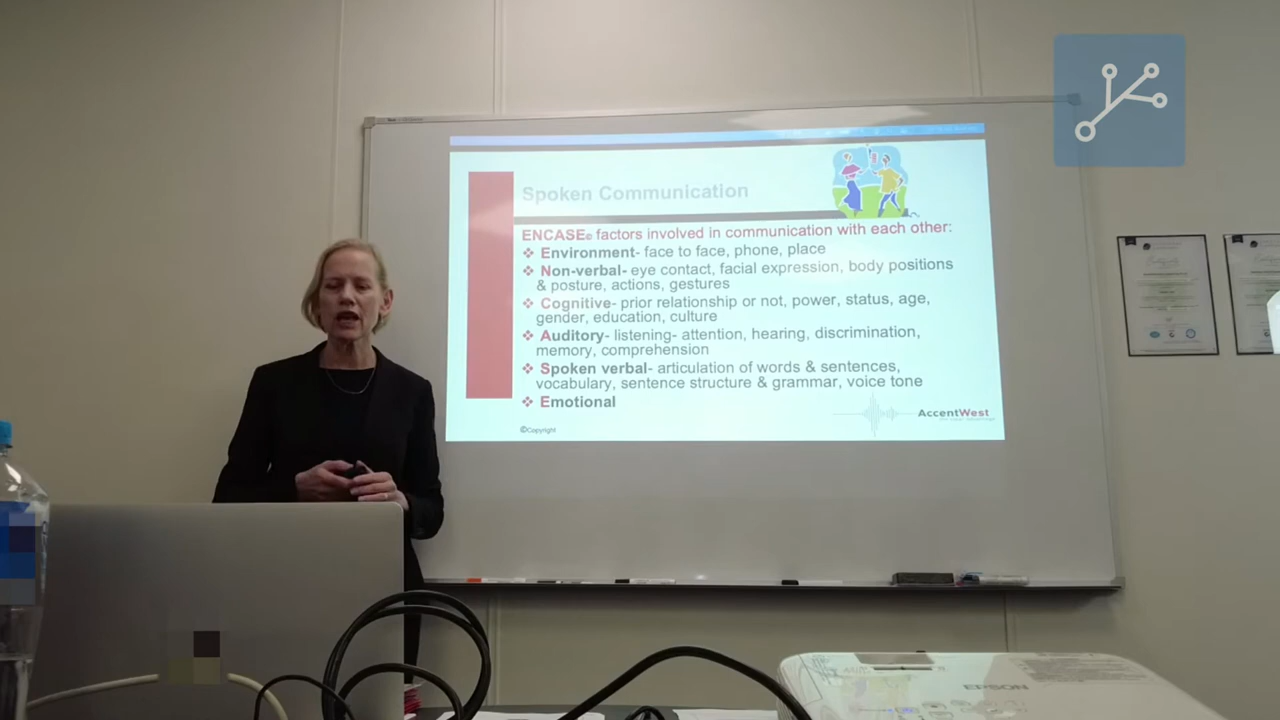 Spoken Communication
ENCASE© factors involved in communication with each other:
❖ Environment- face to face, phone, place
❖ Non-verbal- eye contact, facial expression, body positions
& posture, actions, gestures
❖ Cognitive- prior relationship or not, power, status, age,
gender, education, culture
❖ Auditory- listening- attention, hearing, discrimination,
memory, comprehension
❖ Spoken verbal- articulation of words & sentences,
vocabulary, sentence structure & grammar, voice tone
❖ Emotional
AccentWest
©Copyright
EPSON